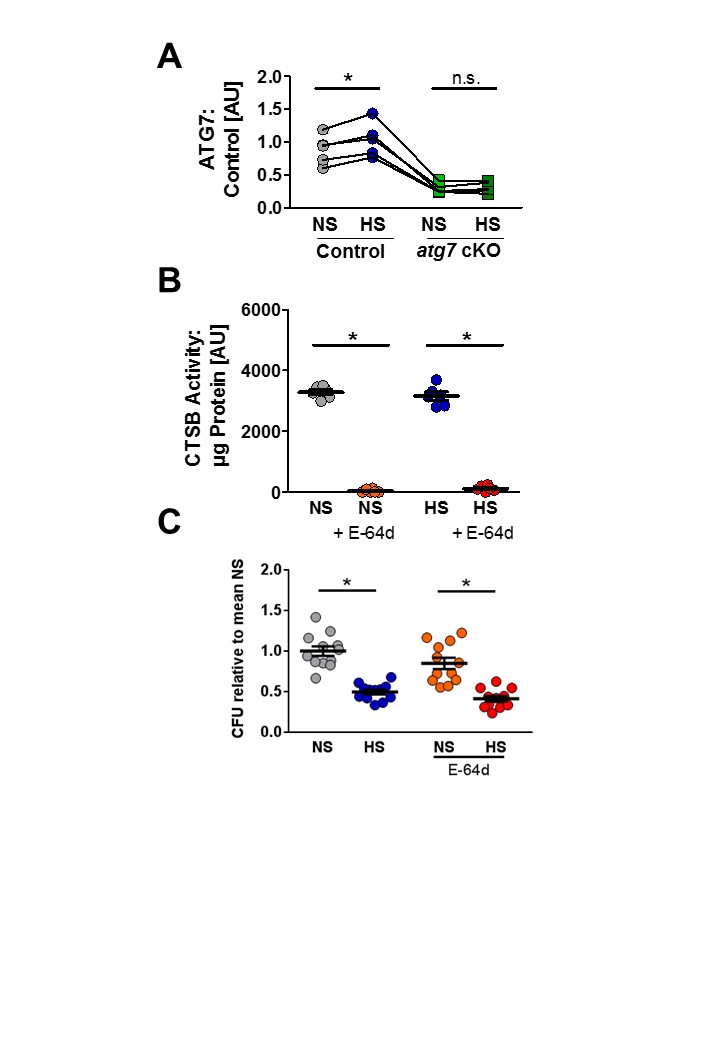 A
ATG7:
Control [AU]
2.0
1.5
1.0
0.5
0.0
*
n.s.
NS HS NS HS
Control atg7 cKO
B
CTSB Activity:
µg Protein [AU]
6000
4000
2000
0
* *
NS NS HS HS
+ E-64d + E-64d
C
CFU relative to mean NS
2.0
1.5
1.0
0.5
0.0
* *
NS HS NS HS
E-64d